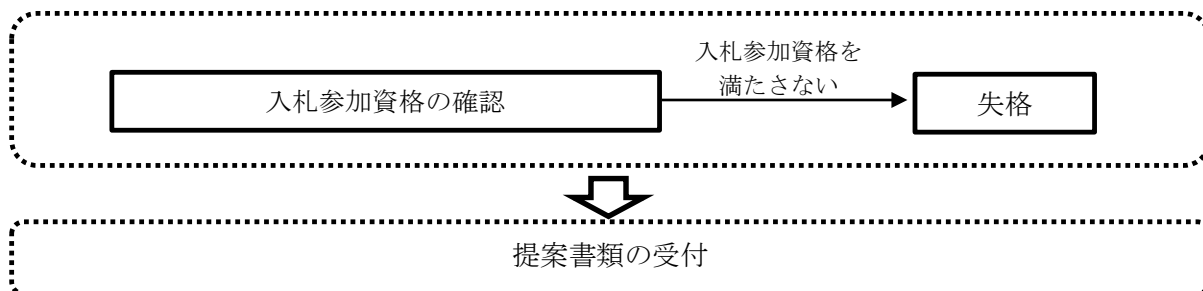 入札参加資格を
満たさない
入札参加資格の確認
失格
提案書類の受付